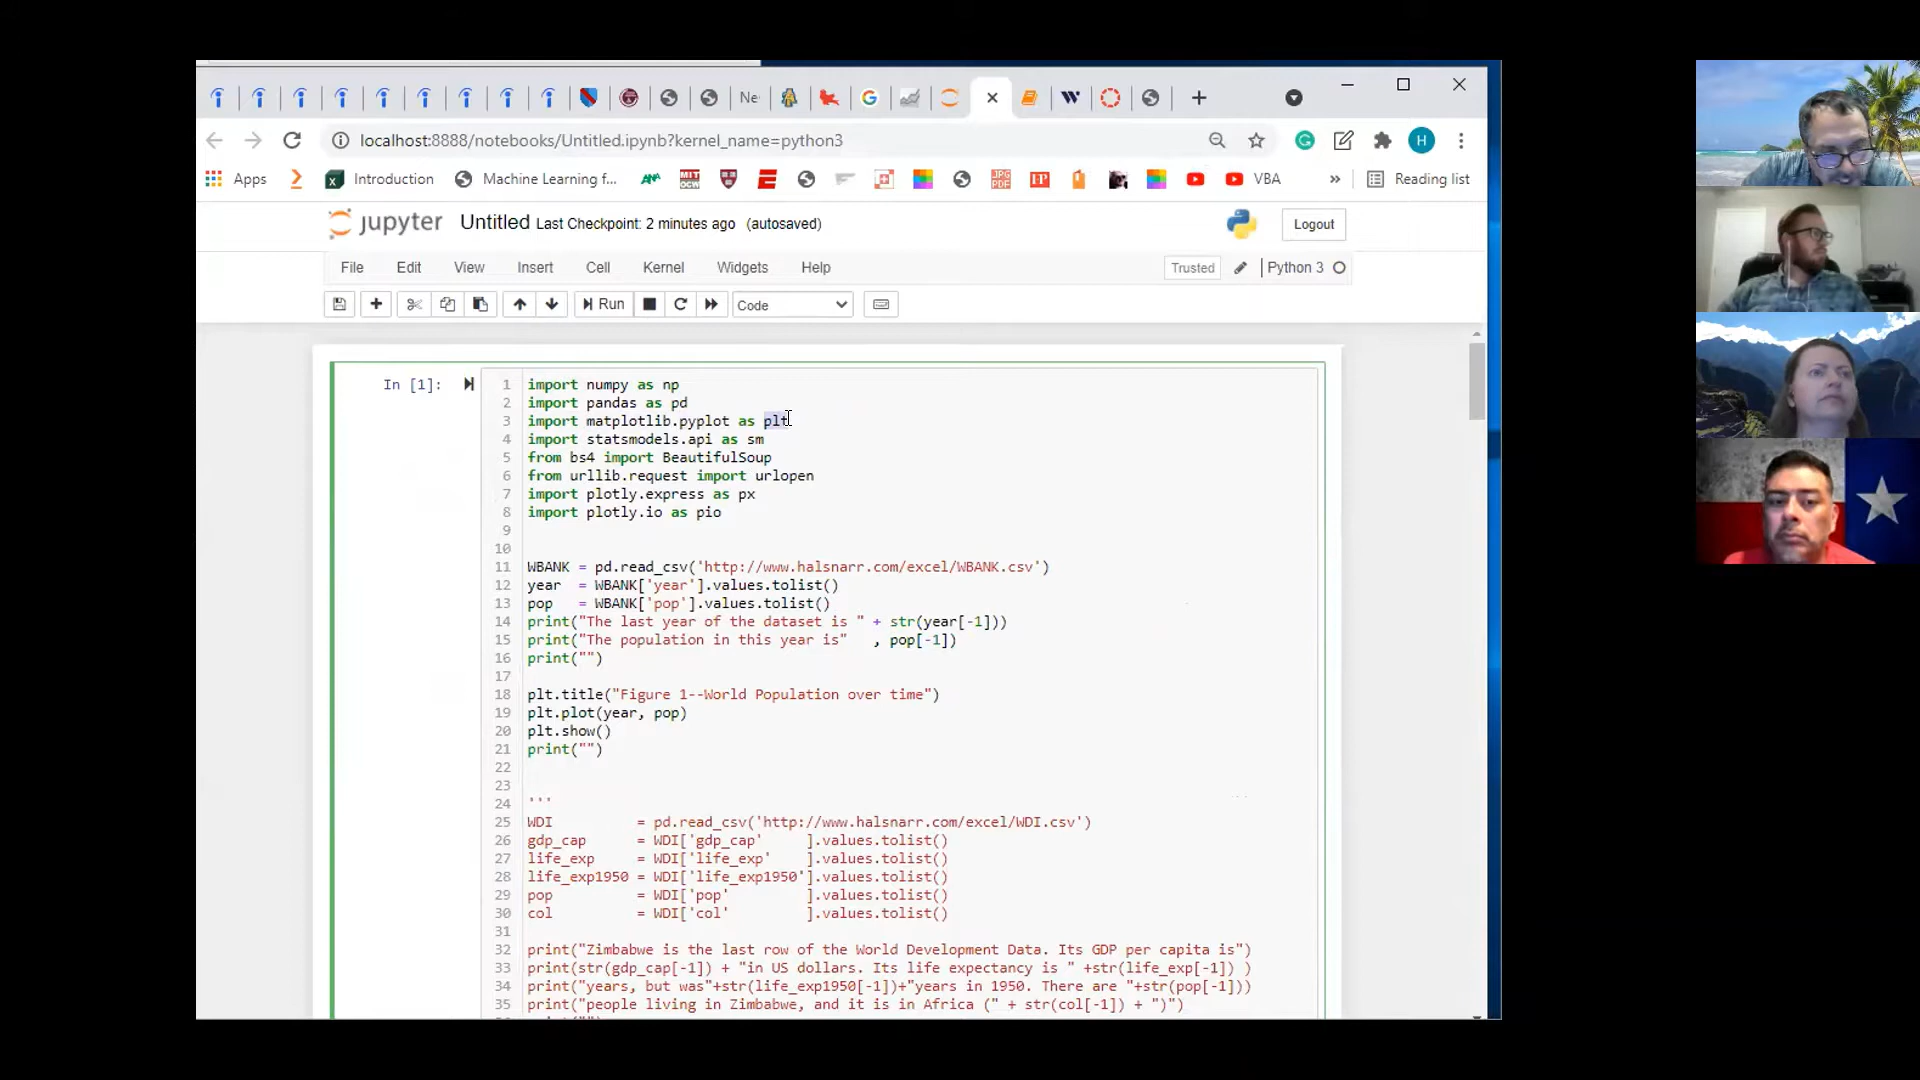 Ne
localhost:8888/notebooks/Untitled.ipynb?kernel_name=python3
H
Apps
Introduction
Machine Learning f...
VBA
»
Reading list
jupyter
Untitled Last Checkpoint: 2 minutes ago (autosaved)
Logout
File Edit View Insert Cell Kernel Widgets Help
Trusted
Python 3
Run
Code
In [1]:
1 import numpy as np
2 import pandas as pd
3 import matplotlib.pyplot as plt
4 import statsmodels.api as sm
5 from bs4 import BeautifulSoup
6 from urllib.request import urlopen
7 import plotly.express as px
8 import plotly.io as pio
9
10
11 WBANK = pd.read_csv('http://www.halsnarr.com/excel/WBANK.csv')
12 year = WBANK['year'].values.tolist()
13 pop = WBANK['pop'].values.tolist()
14 print("The last year of the dataset is " + str(year[-1]))
15 print("The population in this year is" , pop[-1])
16 print("")
17
18 plt.title("Figure 1--World Population over time")
19 plt.plot(year, pop)
20 plt.show()
21 print("")
22
23
24 '''
25 WDI = pd.read_csv('http://www.halsnarr.com/excel/WDI.csv')
26 gdp_cap = WDI['gdp_cap' ].values.tolist()
27 life_exp = WDI['life_exp' ].values.tolist()
28 life_exp1950 = WDI['life_exp1950'].values.tolist()
29 pop = WDI['pop' ].values.tolist()
30 col = WDI['col' ].values.tolist()
31
32 print("Zimbabwe is the last row of the World Development Data. Its GDP per capita is")
33 print(str(gdp_cap[-1]) + "in US dollars. Its life expectancy is " +str(life_exp[-1]) )
34 print("years, but was"+str(life_exp1950[-1])+"years in 1950. There are "+str(pop[-1]))
35 print("people living in Zimbabwe, and it is in Africa (" + str(col[-1]) + ")")